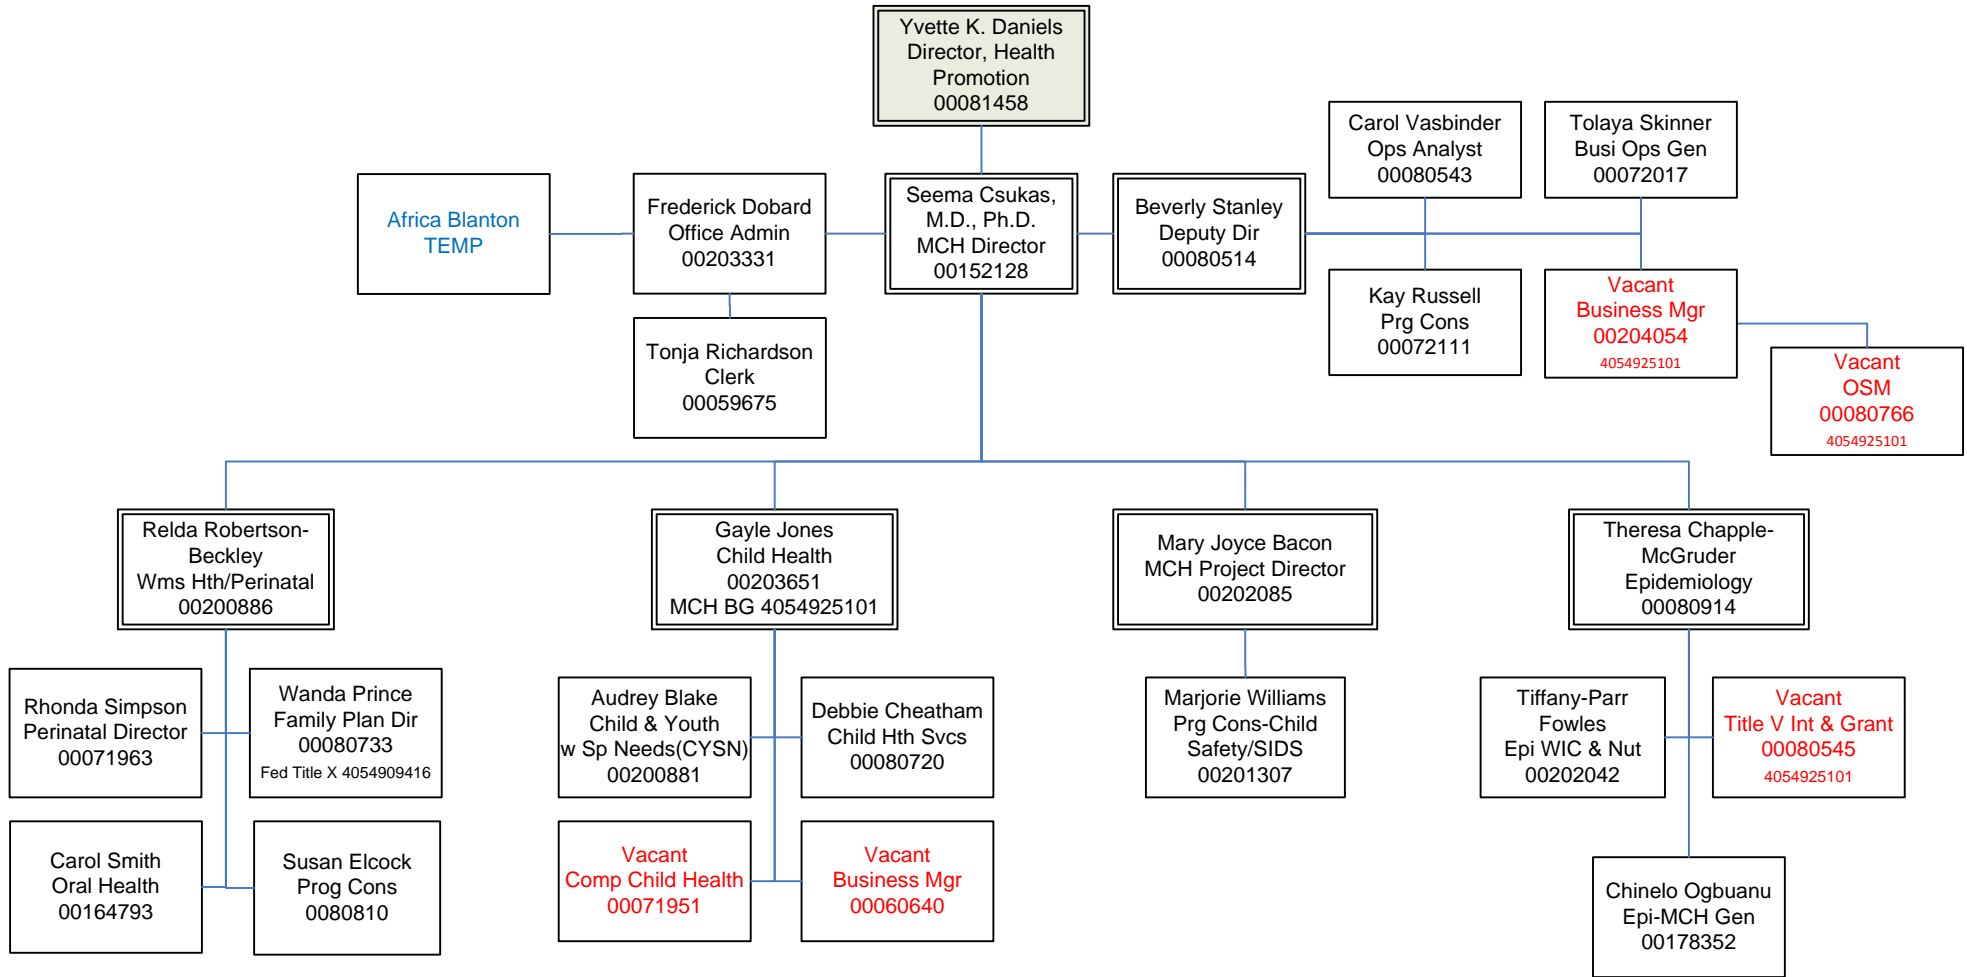 Yvette K. Daniels
Director, Health
Promotion
00081458
Carol Vasbinder
Ops Analyst
00080543
Tolaya Skinner
Busi Ops Gen
00072017
Africa Blanton
TEMP
Frederick Dobard
Office Admin
00203331
Seema Csukas,
M.D., Ph.D.
MCH Director
00152128
Beverly Stanley
Deputy Dir
00080514
Kay Russell
Prg Cons
00072111
Vacant
Business Mgr
00204054
4054925101
Tonja Richardson
Clerk
00059675
Vacant
OSM
00080766
4054925101
Relda Robertson-
Beckley
Wms Hth/Perinatal
00200886
Gayle Jones
Child Health
00203651
MCH BG 4054925101
Mary Joyce Bacon
MCH Project Director
00202085
Theresa Chapple-
McGruder
Epidemiology
00080914
Rhonda Simpson
Perinatal Director
00071963
Wanda Prince
Family Plan Dir
00080733
Fed Title X 4054909416
Audrey Blake
Child & Youth
w Sp Needs(CYSN)
00200881
Debbie Cheatham
Child Hth Svcs
00080720
Marjorie Williams
Prg Cons-Child
Safety/SIDS
00201307
Tiffany-Parr
Fowles
Epi WIC & Nut
00202042
Vacant
Title V Int & Grant
00080545
4054925101
Carol Smith
Oral Health
00164793
Susan Elcock
Prog Cons
0080810
Vacant
Comp Child Health
00071951
Vacant
Business Mgr
00060640
Chinelo Ogbuanu
Epi-MCH Gen
00178352